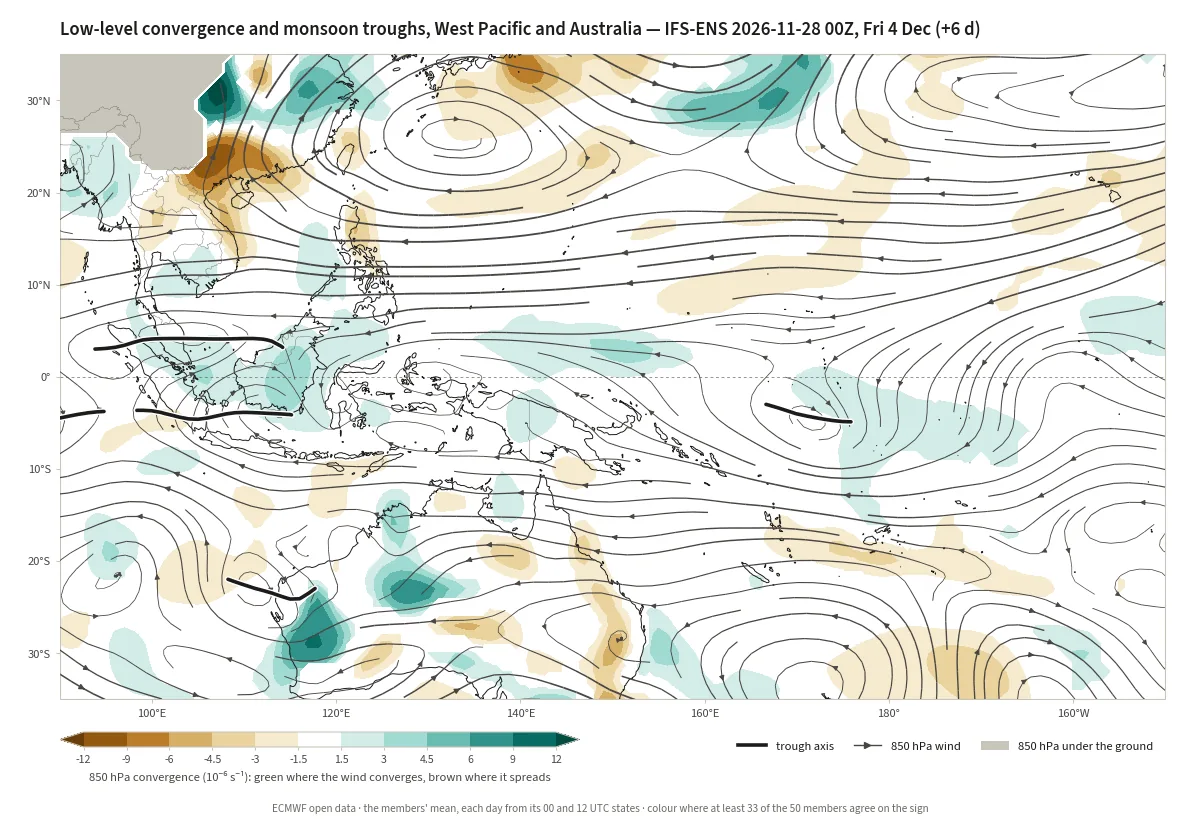 Low-level convergence and monsoon troughs, West Pacific and Australia — IFS-ENS 2026-11-28 00Z, Fri 4 Dec (+6 d)
30°N
20°N
10°N
0°
10°S
20°S
30°S
100°E 120°E 140°E 160°E 180° 160°W
-12 -9 -6 -4.5 -3 -1.5 1.5 3 4.5 6 9 12
850 hPa convergence (10⁻⁶ s⁻¹): green where the wind converges, brown where it spreads
trough axis 850 hPa wind 850 hPa under the ground
ECMWF open data · the members' mean, each day from its 00 and 12 UTC states · colour where at least 33 of the 50 members agree on the sign